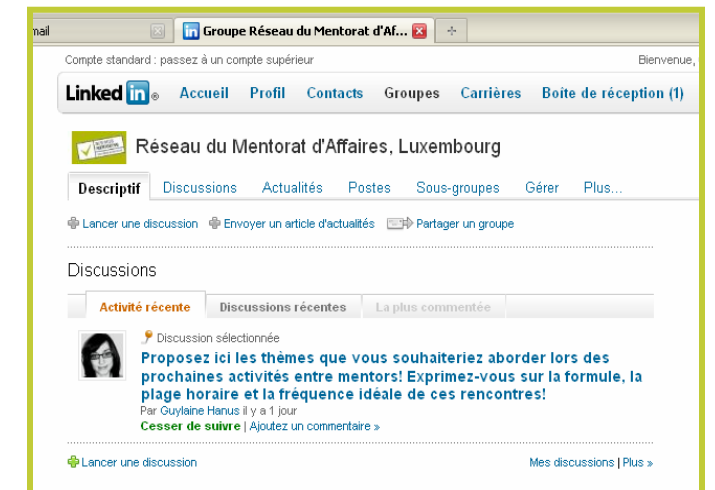 mail in Groupe Réseau du Mentorat d'Af...
Compte standard : passez à un compte supérieur Bienvenue,
Linked in ® Accueil Profil Contacts Groupes Carrières Boîte de réception (1)
Réseau du Mentorat d'Affaires, Luxembourg
Descriptif Discussions Actualités Postes Sous-groupes Gérer Plus...
Lancer une discussion Envoyer un article d'actualités Partager un groupe
Discussions
Activité récente Discussions récentes La plus commentée
Discussion sélectionnée
Proposez ici les thèmes que vous souhaiteriez aborder lors des
prochaines activités entre mentors! Exprimez-vous sur la formule, la
plage horaire et la fréquence idéale de ces rencontres!
Par Guylaine Hanus il y a 1 jour
Cesser de suivre | Ajoutez un commentaire »
Lancer une discussion Mes discussions | Plus »